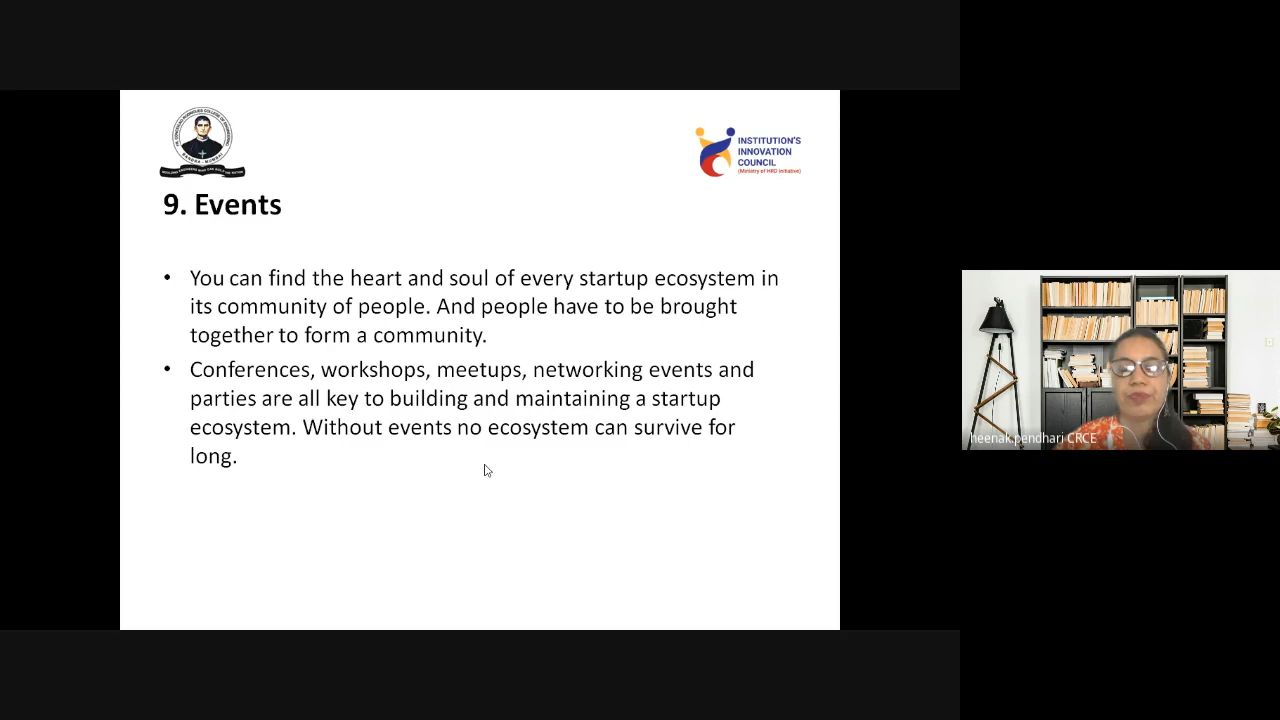 INSTITUTION'S
INNOVATION
COUNCIL
(Ministry of HRD Initiative)
9. Events
• You can find the heart and soul of every startup ecosystem in
its community of people. And people have to be brought
together to form a community.
• Conferences, workshops, meetups, networking events and
parties are all key to building and maintaining a startup
ecosystem. Without events no ecosystem can survive for
long.
heenak.pendhari CRCE